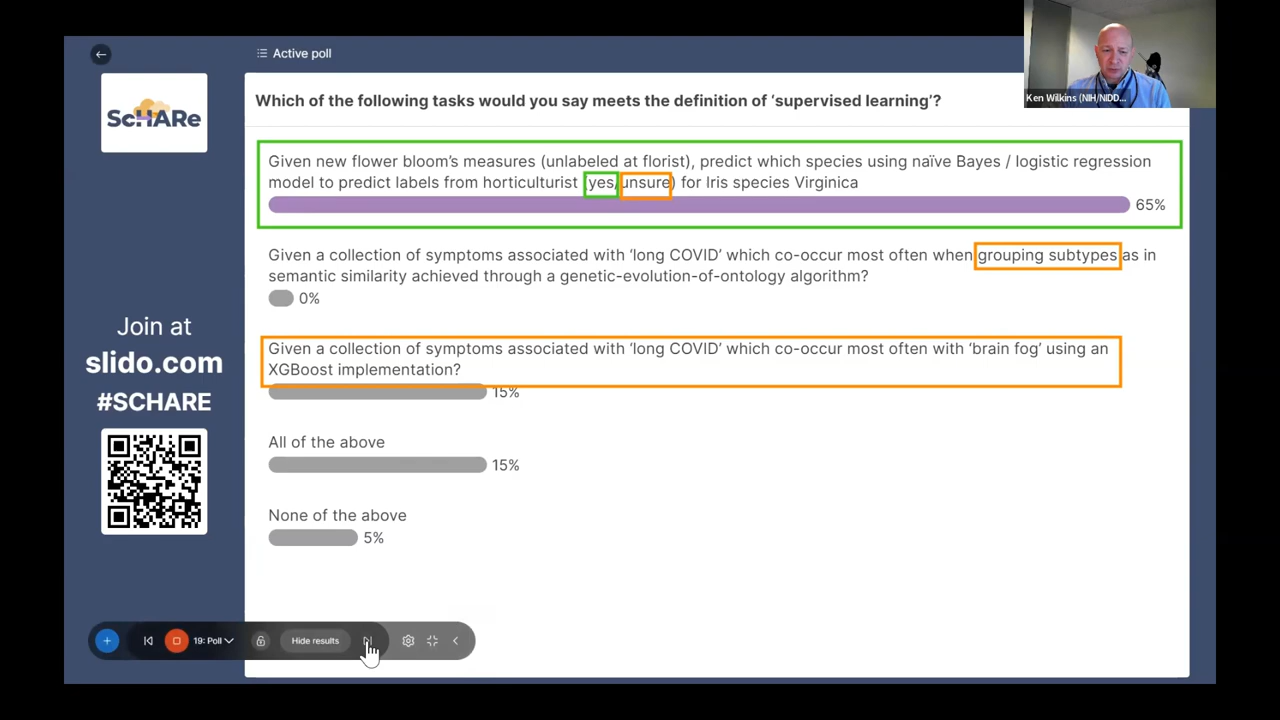 Active poll
ScHARe
Ken Wilkins (NIH/NIDD...
Which of the following tasks would you say meets the definition of ‘supervised learning’?
Given new flower bloom’s measures (unlabeled at florist), predict which species using naïve Bayes / logistic regression
model to predict labels from horticulturist (yes/unsure) for Iris species Virginica
65%
Given a collection of symptoms associated with ‘long COVID’ which co-occur most often when grouping subtypes as in
semantic similarity achieved through a genetic-evolution-of-ontology algorithm?
0%
Given a collection of symptoms associated with ‘long COVID’ which co-occur most often with ‘brain fog’ using an
XGBoost implementation?
15%
All of the above
15%
None of the above
5%
Join at
slido.com
#SCHARE
19: Poll
Hide results